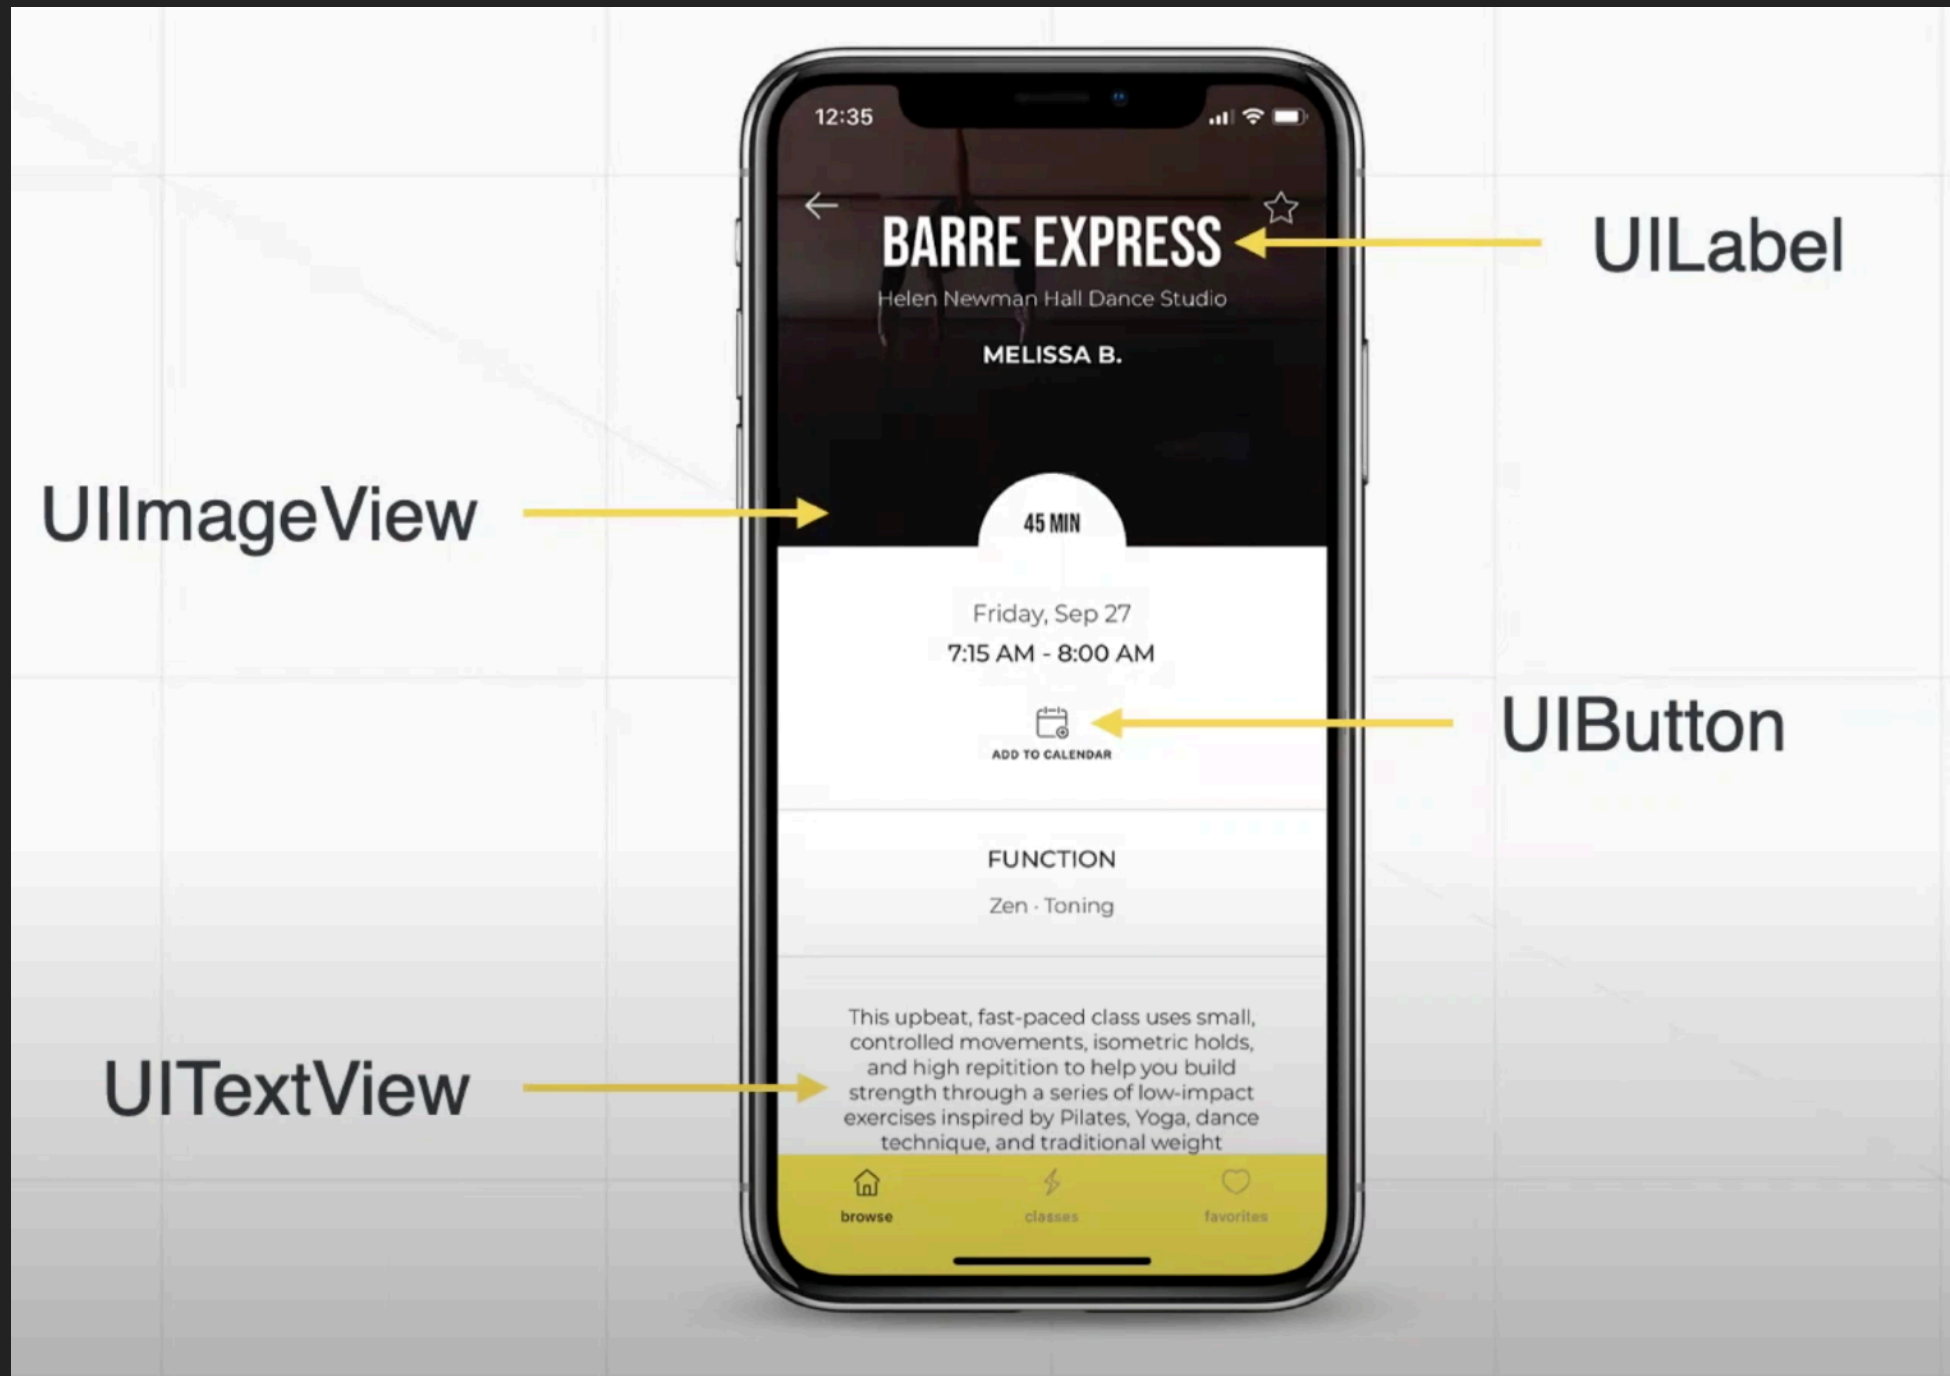 12:35
BARRE EXPRESS
UILabel
Helen Newman Hall Dance Studio
MELISSA B.
UIImageView
45 MIN
Friday, Sep 27
7:15 AM - 8:00 AM
UIButton
ADD TO CALENDAR
FUNCTION
Zen · Toning
This upbeat, fast-paced class uses small,
controlled movements, isometric holds,
and high repitition to help you build
UITextView
strength through a series of low-impact
exercises inspired by Pilates, Yoga, dance
technique, and traditional weight
browse
classes
favorites